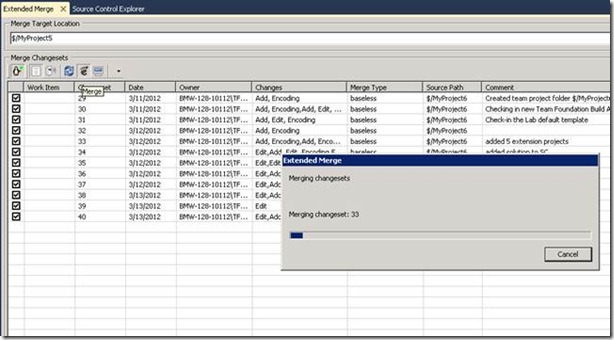 Extended Merge
Source Control Explorer
Merge Target Location
$/MyProject5
Merge Changesets
Work Item Date Owner Changes Merge Type Source Path Comment
Merge
29 3/11/2012 BMW-128-10112\TF... Add, Encoding baseless $/MyProject6 Created team project folder $/MyProjec
30 3/11/2012 BMW-128-10112\TF... Add, Encoding,Add, Edit, ... baseless $/MyProject6 Checking in new Team Foundation Build A
31 3/11/2012 BMW-128-10112\TF... Add, Edit, Encoding baseless $/MyProject6 Check-in the Lab default template
32 3/12/2012 BMW-128-10112\TF... Add, Encoding baseless $/MyProject6
33 3/12/2012 BMW-128-10112\TF... Add, Encoding,Add, Enco... baseless $/MyProject6 added 5 extension projects
34 3/12/2012 BMW-128-10112\TF... baseless $/MyProject6 added solution to SC
35 3/12/2012 BMW-128-10112\TF... Edit,Edit
36 3/12/2012 BMW-128-10112\TF... Edit,Add
37 3/12/2012 BMW-128-10112\TF... Edit,Add
38 3/13/2012 BMW-128-10112\TF... Edit,Add
39 3/13/2012 BMW-128-10112\TF... Edit
40 3/13/2012 BMW-128-10112\TF... Edit,Add
Extended Merge
Merging changesets
Merging changeset: 33
Cancel